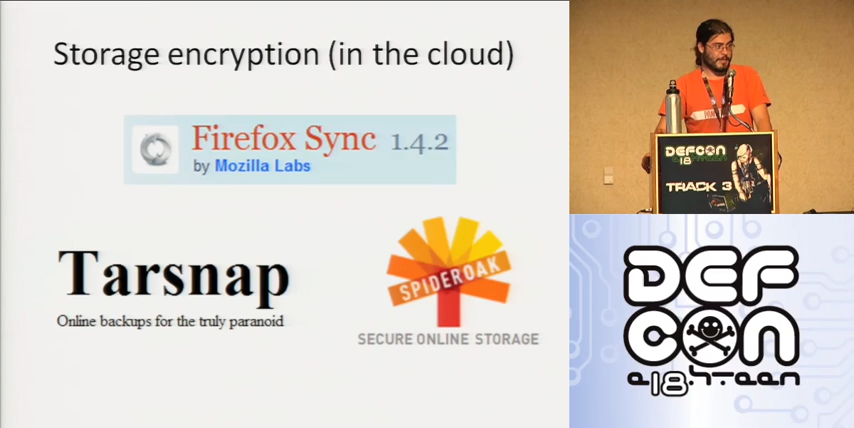 Storage encryption (in the cloud)
Firefox Sync 1.4.2
by Mozilla Labs
Tarsnap
Online backups for the truly paranoid
SPIDEROAK
SECURE ONLINE STORAGE
DEFCON
e18hteen
TRACK 3
DEF
CON
e18hteen